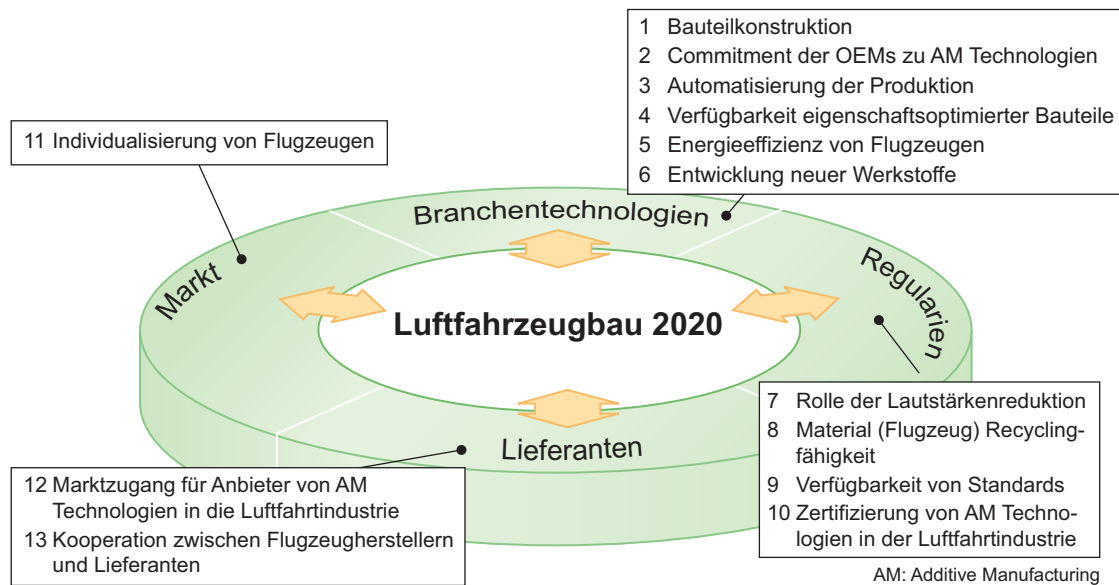 1 Bauteilkonstruktion
2 Commitment der OEMs zu AM Technologien
3 Automatisierung der Produktion
4 Verfügbarkeit eigenschaftsoptimierter Bauteile
5 Energieeffizienz von Flugzeugen
6 Entwicklung neuer Werkstoffe
11 Individualisierung von Flugzeugen
Branchentechnologien
Markt
Regularien
Luftfahrzeugbau 2020
Lieferanten
7 Rolle der Lautstärkenreduktion
8 Material (Flugzeug) Recycling-
fähigkeit
9 Verfügbarkeit von Standards
10 Zertifizierung von AM Techno-
logien in der Luftfahrtindustrie
12 Marktzugang für Anbieter von AM
Technologien in die Luftfahrtindustrie
13 Kooperation zwischen Flugzeugherstellern
und Lieferanten
AM: Additive Manufacturing